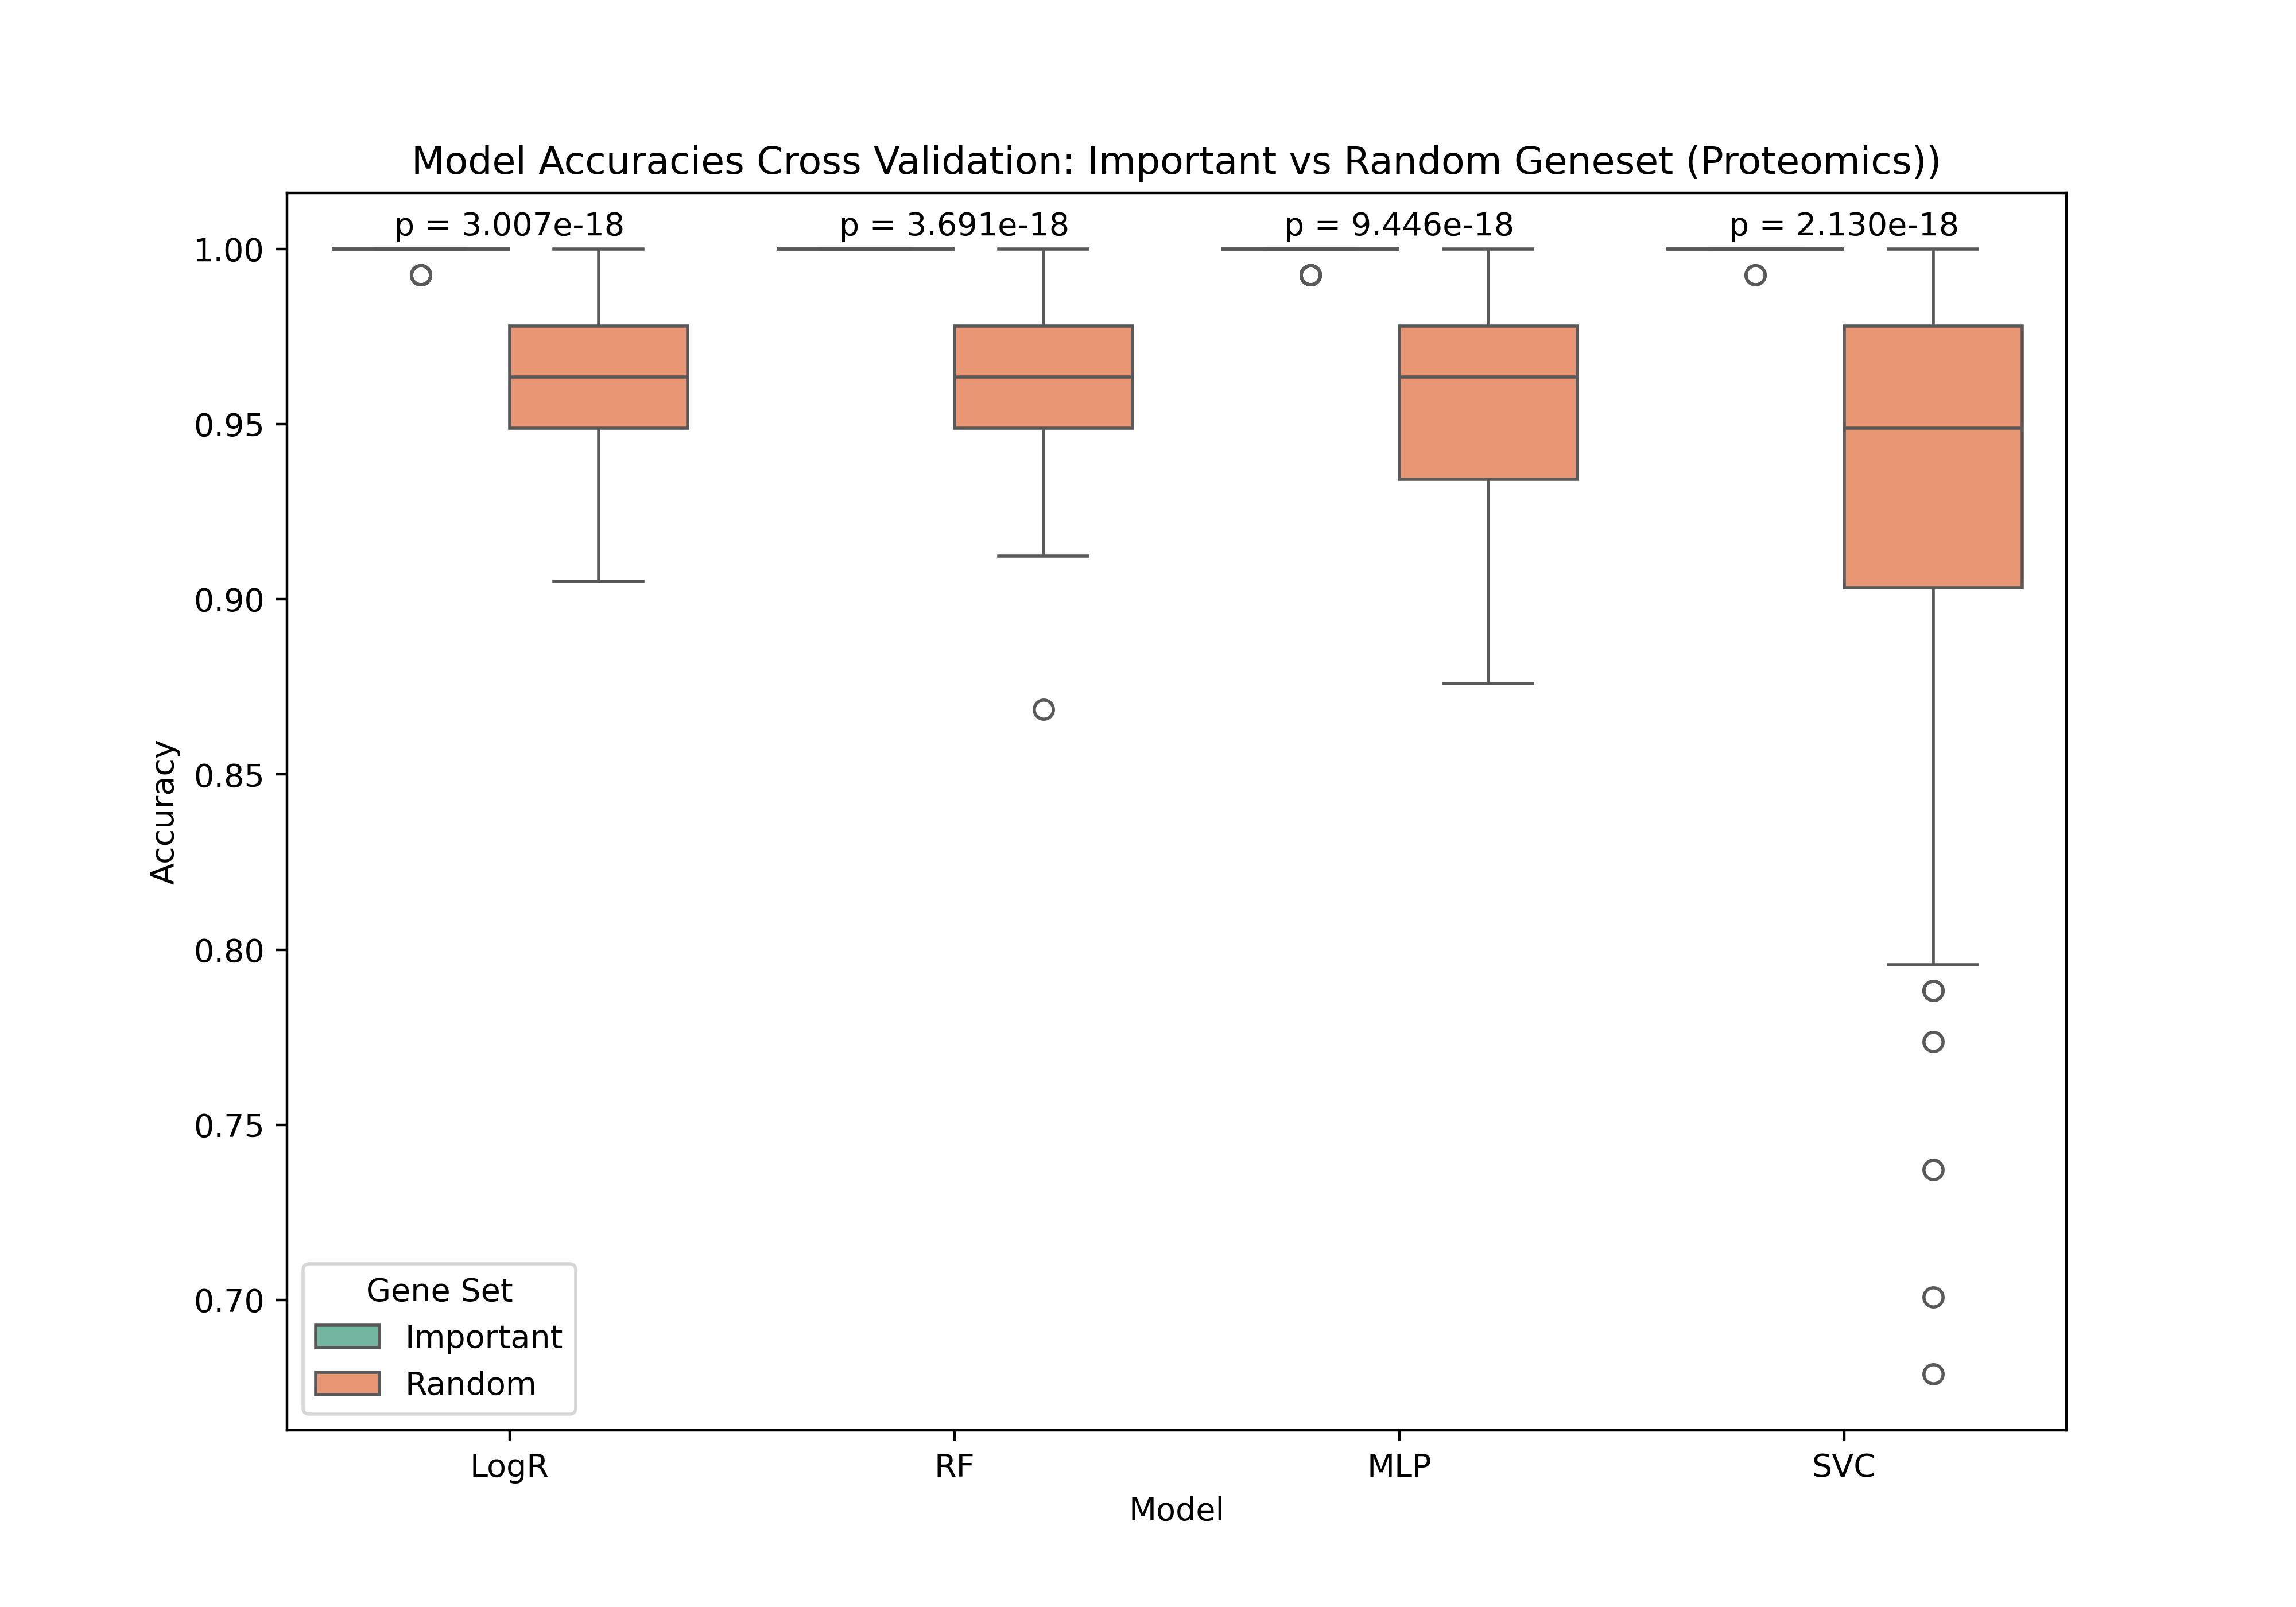 Model Accuracies Cross Validation: Important vs Random Geneset (Proteomics))
p = 3.007e-18
p = 3.691e-18
p = 9.446e-18
p = 2.130e-18
1.00
0.95
0.90
0.85
0.80
0.75
0.70
Accuracy
Gene Set
Important
Random
LogR
RF
MLP
SVC
Model